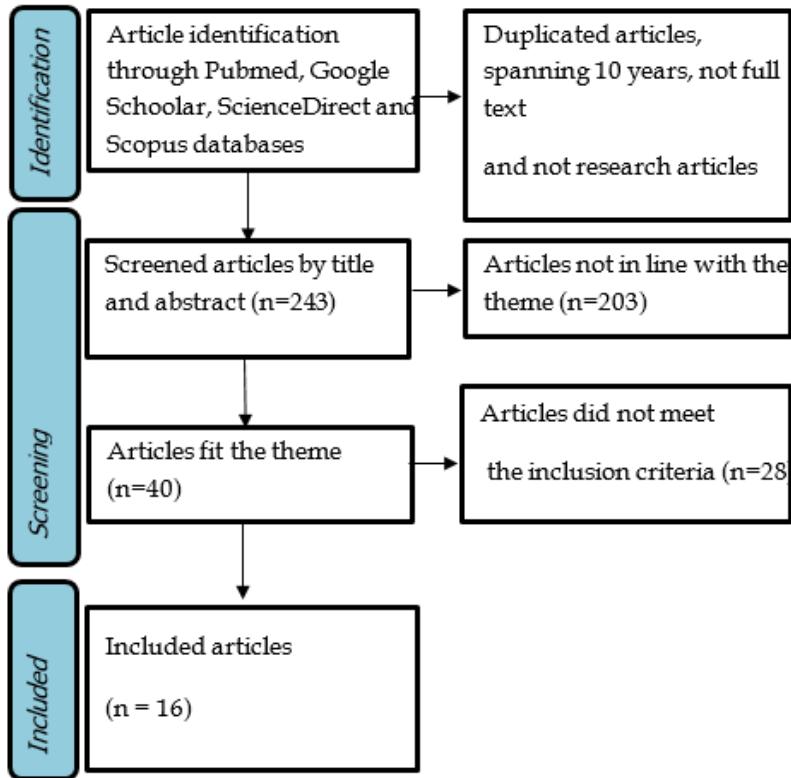 Identification
Article identification
through Pubmed, Google
Schoolar, ScienceDirect and
Scopus databases
Duplicated articles,
spanning 10 years, not full
text
and not research articles
Screening
Screened articles by title
and abstract (n=243)
Articles not in line with the
theme (n=203)
Articles fit the theme
(n=40)
Articles did not meet
the inclusion criteria (n=28)
Included
Included articles
(n = 16)